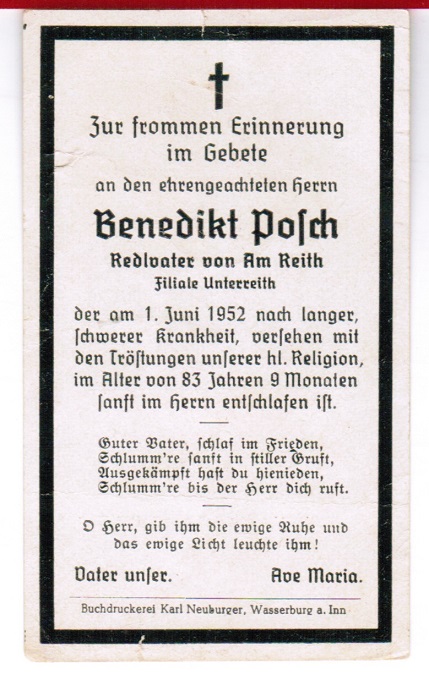 Zur frommen Erinnerung
im Gebete
an den ehrengeachteten Herrn
Benedikt Posch
Redlvater von Am Reith
Filiale Unterreith
der am 1. Juni 1952 nach langer,
schwerer Krankheit, versehen mit
den Tröstungen unserer hl. Religion,
im Alter von 83 Jahren 9 Monaten
sanft im Herrn entschlafen ist.
Guter Vater, schlaf im Frieden,
Schlumm're sanft in stiller Gruft,
Ausgekämpft hast du hienieden,
Schlumm're bis der Herr dich ruft.
O Herr, gib ihm die ewige Ruhe und
das ewige Licht leuchte ihm!
Vater unser. Ave Maria.
Buchdruckerei Karl Neuburger, Wasserburg a. Inn